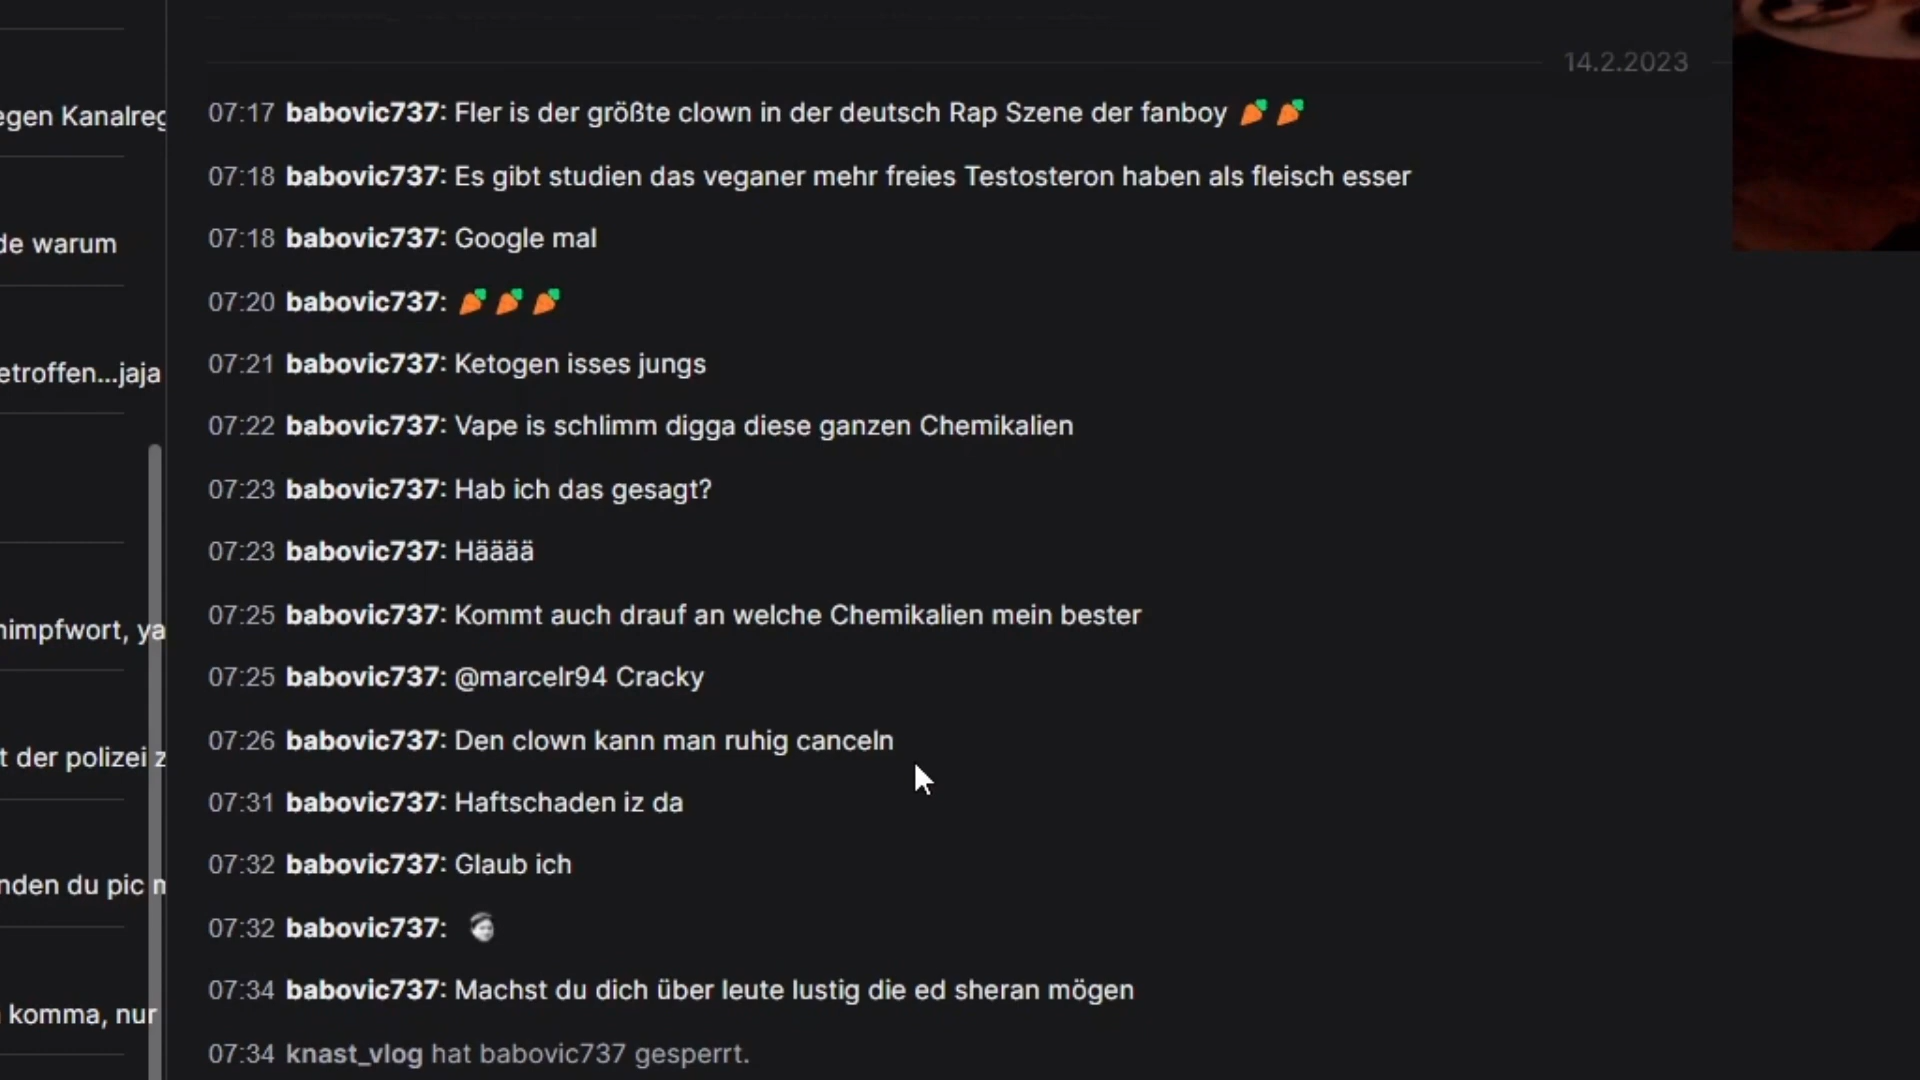 14.2.2023
07:17 babovic737: Fler is der größte clown in der deutsch Rap Szene der fanboy 🥕 🥕
07:18 babovic737: Es gibt studien das veganer mehr freies Testosteron haben als fleisch esser
07:18 babovic737: Google mal
07:20 babovic737: 🥕 🥕 🥕
07:21 babovic737: Ketogen isses jungs
07:22 babovic737: Vape is schlimm digga diese ganzen Chemikalien
07:23 babovic737: Hab ich das gesagt?
07:23 babovic737: Hääää
07:25 babovic737: Kommt auch drauf an welche Chemikalien mein bester
07:25 babovic737: @marcelr94 Cracky
07:26 babovic737: Den clown kann man ruhig canceln
07:31 babovic737: Haftschaden iz da
07:32 babovic737: Glaub ich
07:32 babovic737:
07:34 babovic737: Machst du dich über leute lustig die ed sheran mögen
07:34 knast_vlog hat babovic737 gesperrt.
egen Kanalreg
de warum
etroffen...jaja
himpfwort, ya
t der polizei z
nden du pic m
komma, nur